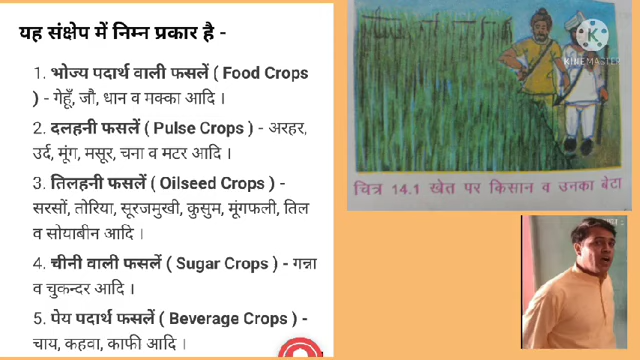 यह संक्षेप में निम्न प्रकार है -
1. भोज्य पदार्थ वाली फसलें ( Food Crops
) - गेहूँ, जौ, धान व मक्का आदि ।
2. दलहनी फसलें ( Pulse Crops ) - अरहर,
उर्द, मूंग, मसूर, चना व मटर आदि ।
3. तिलहनी फसलें ( Oilseed Crops ) -
सरसों, तोरिया, सूरजमुखी, कुसुम, मूंगफली, तिल
व सोयाबीन आदि ।
4. चीनी वाली फसलें ( Sugar Crops ) - गन्ना
व चुकन्दर आदि ।
5. पेय पदार्थ फसलें ( Beverage Crops ) -
चाय, कहवा, काफी आदि ।
K
KINEMASTER
चित्र 14.1 खेत पर किसान व उनका बेटा